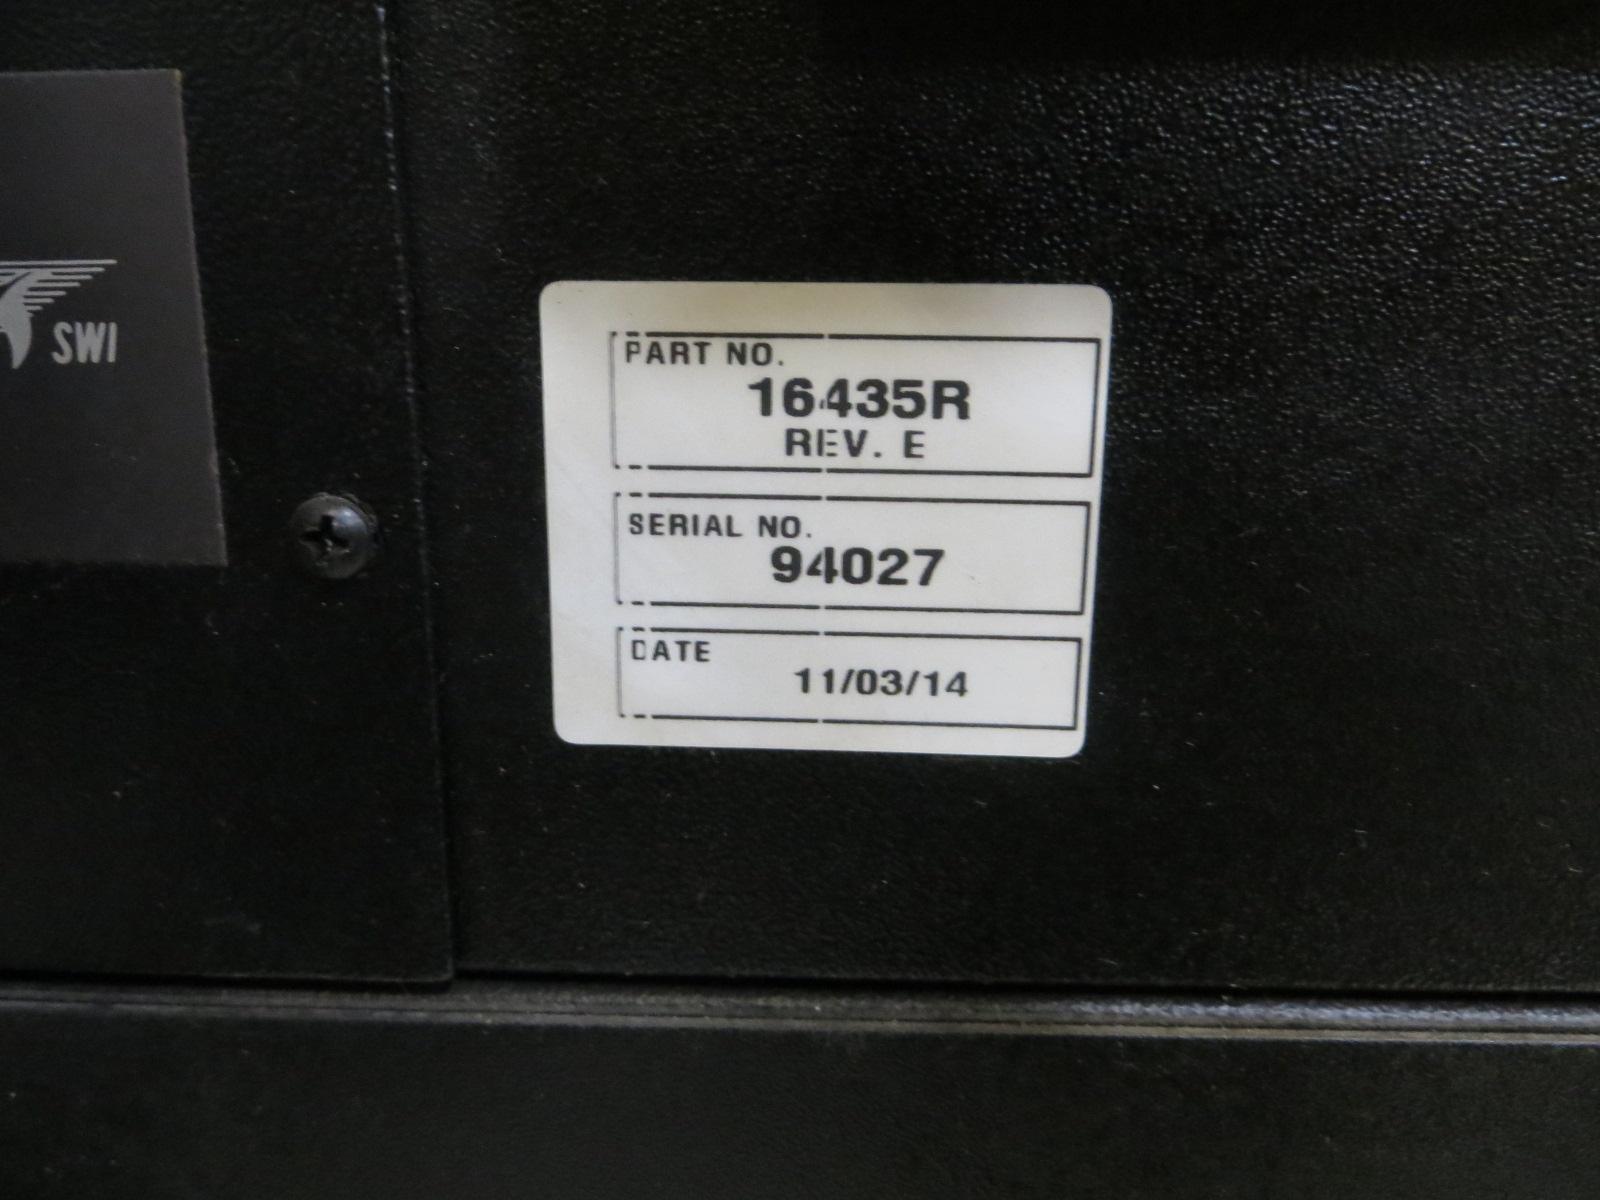 SWI
PART NO.
16435R
REV. E
SERIAL NO.
94027
DATE
11/03/14